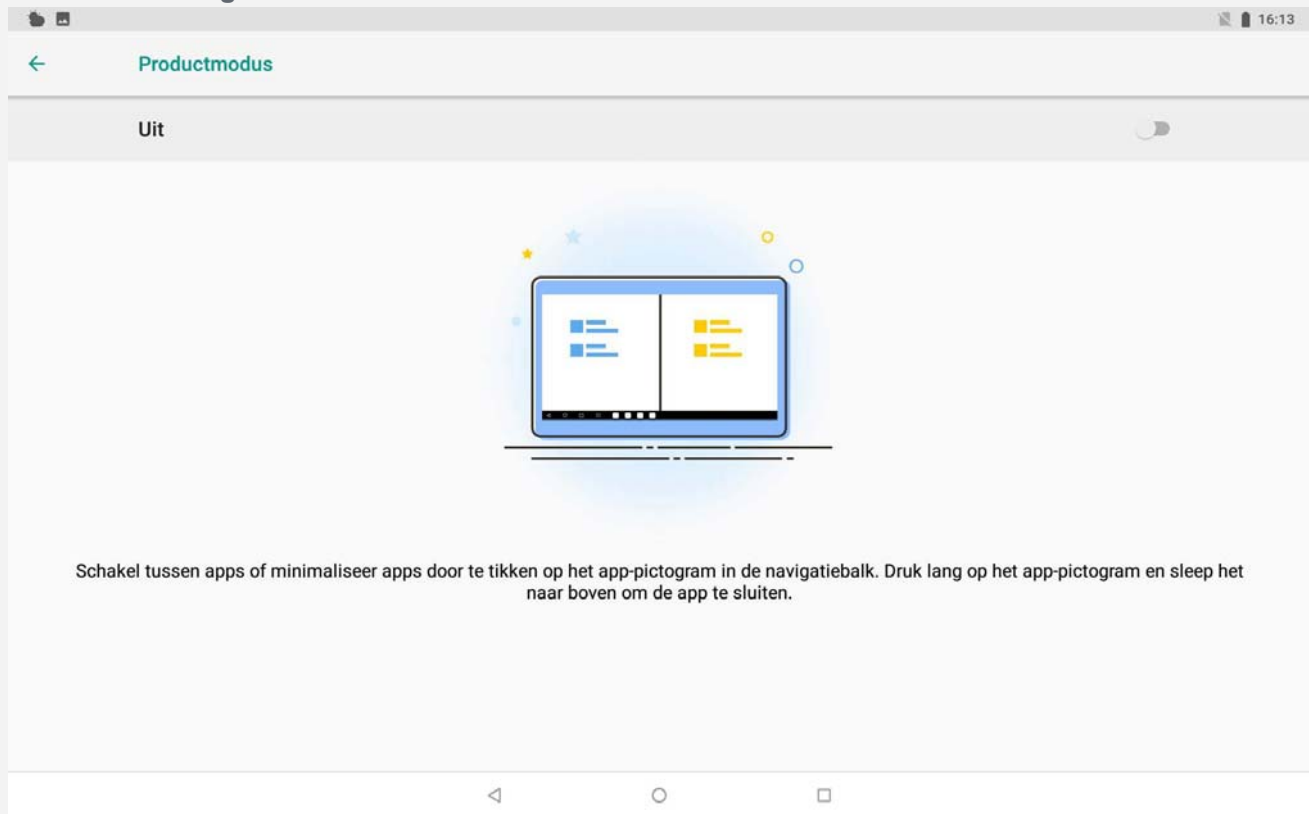 16:13
Productmodus
Uit
Schakel tussen apps of minimaliseer apps door te tikken op het app-pictogram in de navigatiebalk. Druk lang op het app-pictogram en sleep het
naar boven om de app te sluiten.